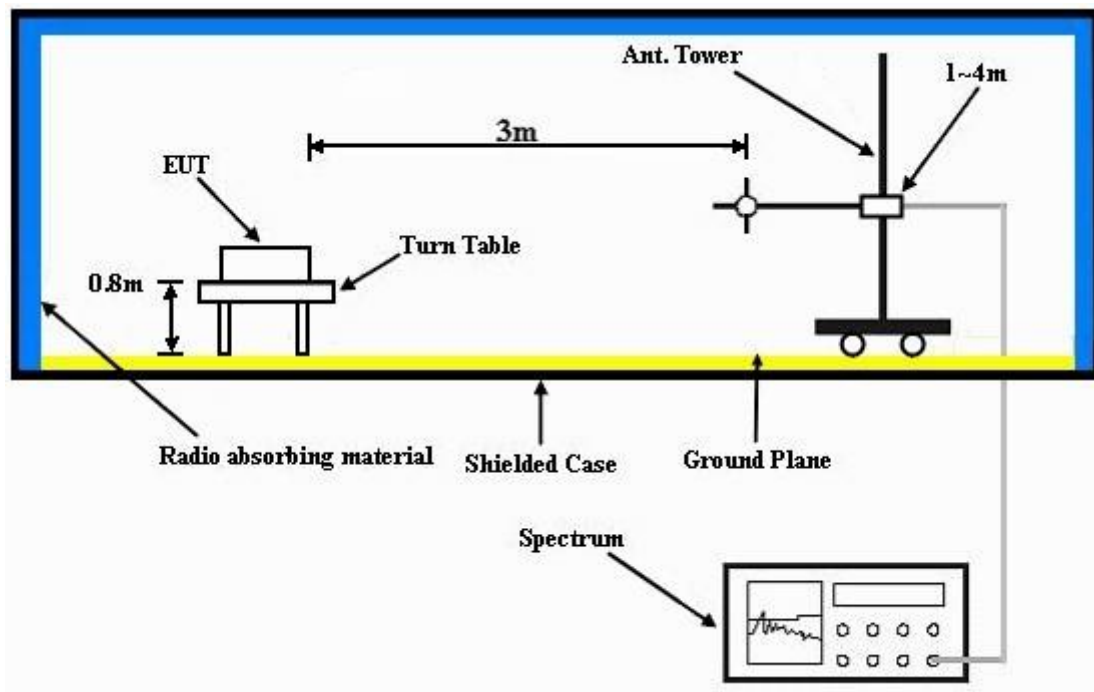 Ant. Tower
1~4m
3m
EUT
Turn Table
0.8m
Radio absorbing material
Shielded Case
Ground Plane
Spectrum